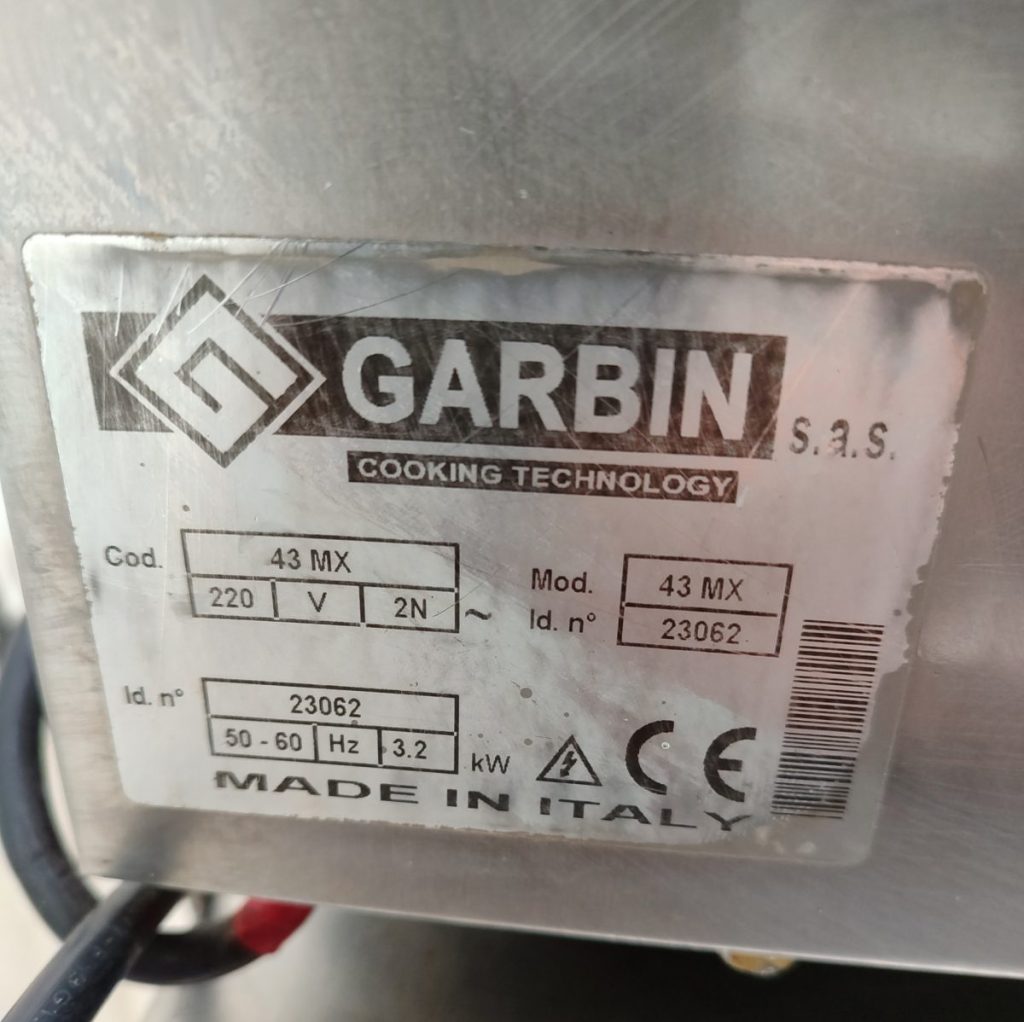 GARBIN s.a.s.
COOKING TECHNOLOGY
Cod. 43 MX
220 V 2N ~
Mod. 43 MX
Id. n° 23062
Id. n° 23062
50 - 60 Hz 3.2 kW
CE
MADE IN ITALY